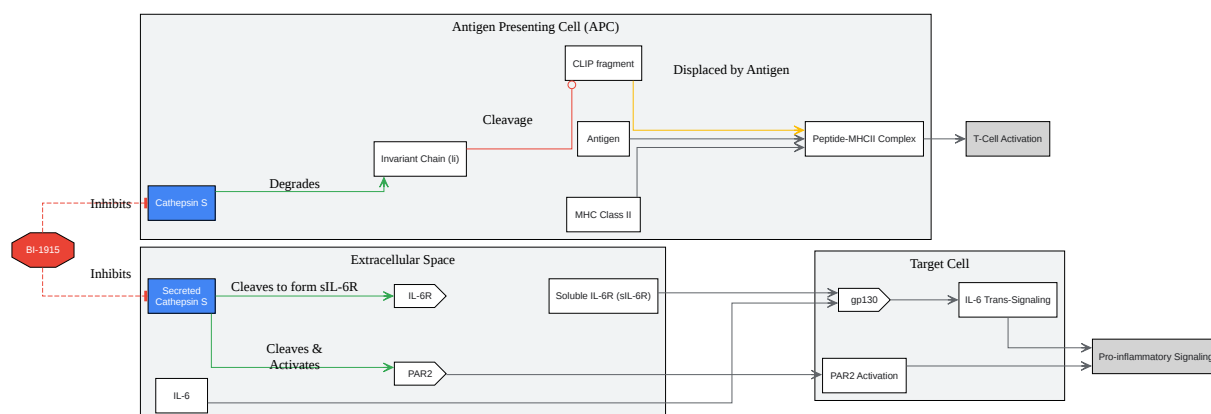 Antigen Presenting Cell (APC)
CLIP fragment
Displaced by Antigen
Cleavage
Antigen
Peptide-MHCII Complex
T-Cell Activation
Invariant Chain (Ii)
Degrades
Inhibits
Cathepsin S
MHC Class II
BI-1915
Extracellular Space
Target Cell
Inhibits
Secreted
Cathepsin S
Cleaves to form sIL-6R
IL-6R
Soluble IL-6R (sIL-6R)
gp130
IL-6 Trans-Signaling
Cleaves &
Activates
PAR2
PAR2 Activation
Pro-inflammatory Signaling
IL-6